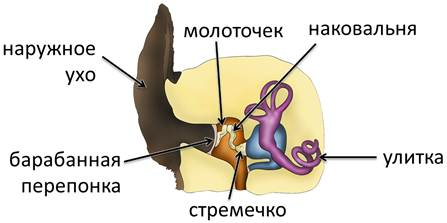 наружное
ухо
молоточек
наковальня
барабанная
перепонка
стремечко
улитка